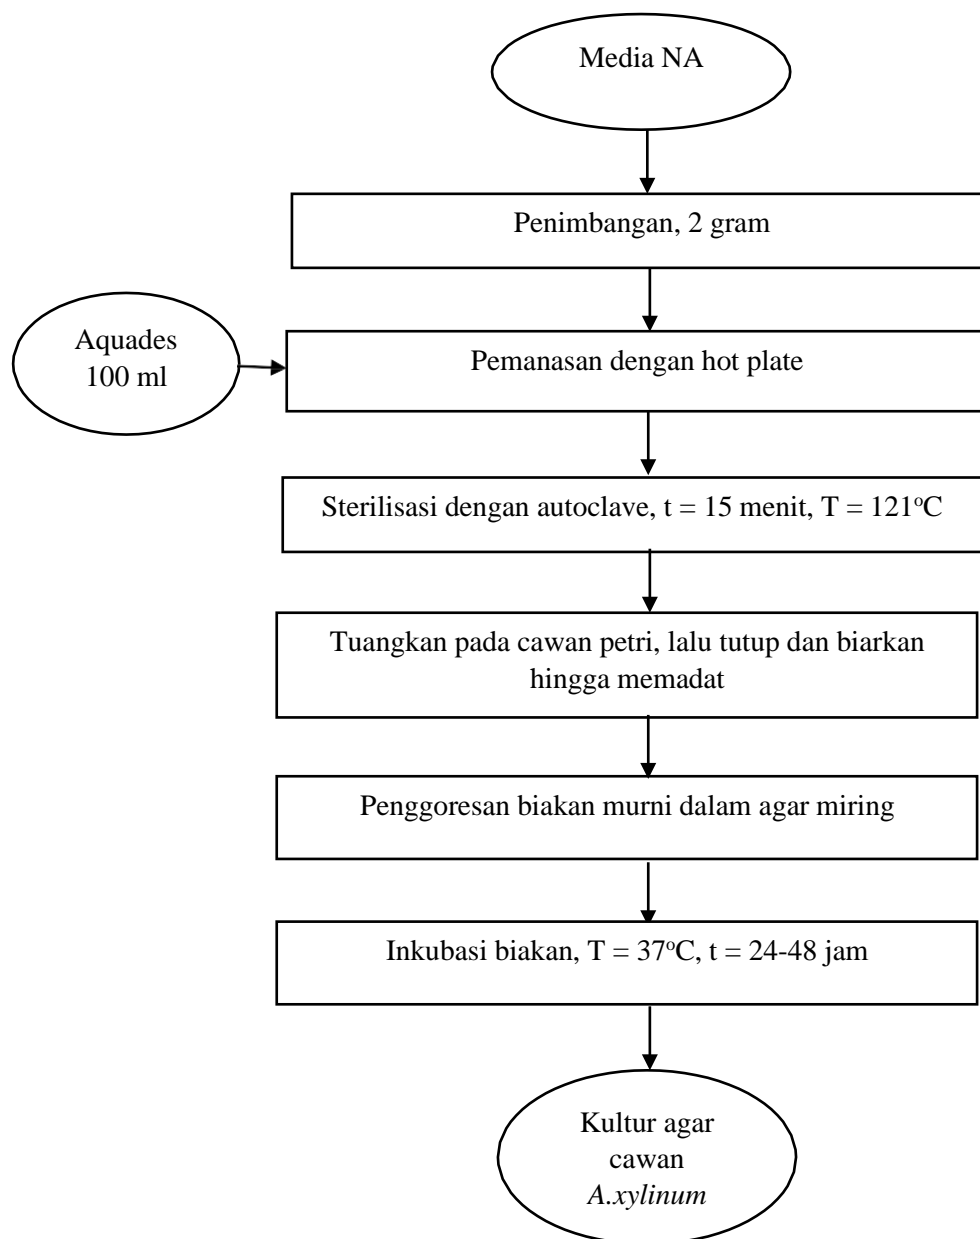 Media NA
Penimbangan, 2 gram
Aquades
100 ml
Pemanasan dengan hot plate
Sterilisasi dengan autoclave, t = 15 menit, T = 121°C
Tuangkan pada cawan petri, lalu tutup dan biarkan
hingga memadat
Penggoresan biakan murni dalam agar miring
Inkubasi biakan, T = 37°C, t = 24-48 jam
Kultur agar
cawan
A.xylinum